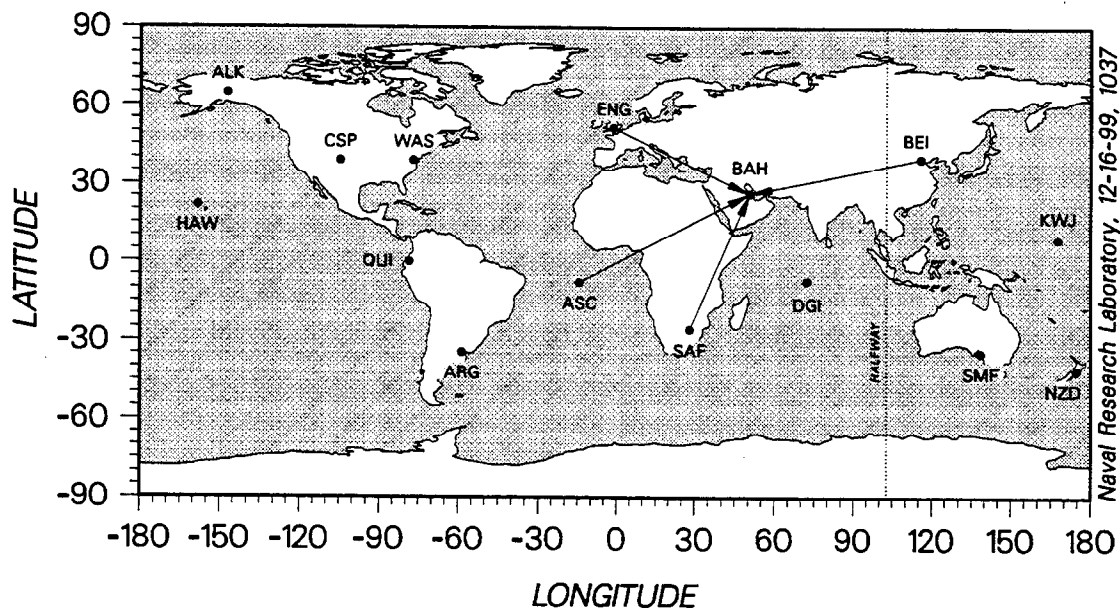 90
60
30
0
-30
-60
-90
LATITUDE
ALK
CSP
WAS
HAW
QUI
ARG
ENG
BAH
BEI
ASC
SAF
DGI
KWJ
SMF
NZD
HALFWAY
-180 -150 -120 -90 -60 -30 0 30 60 90 120 150 180
LONGITUDE
Naval Research Laboratory, 12-16-99, 1037